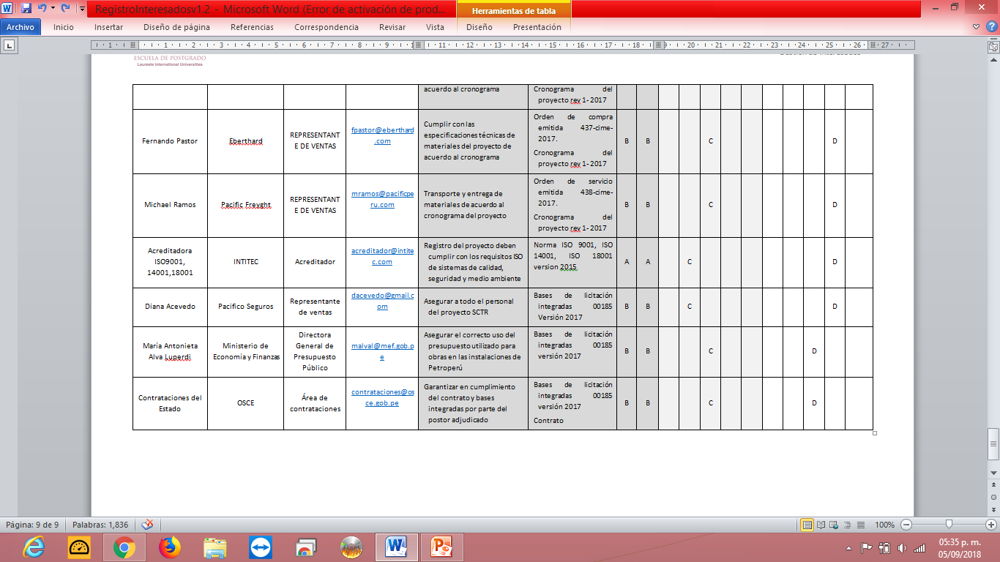 RegistroInteresadosv1.2 - Microsoft Word (Error de activación de prod...
Herramientas de tabla
Archivo Inicio Insertar Diseño de página Referencias Correspondencia Revisar Vista Diseño Presentación
ESCUELA DE POSTGRADO
Laureate International Universities
acuerdo al cronograma
Cronograma del
proyecto rev 1- 2017
Fernando Pastor
Eberthard
REPRESENTANT
E DE VENTAS
fpastor@eberthard
.com
Cumplir con las
especificaciones técnicas de
materiales del proyecto de
acuerdo al cronograma
Orden de compra
emitida 437-cime-
2017.
Cronograma del
proyecto rev 1- 2017
B B C D
Michael Ramos
Pacific Freyght
REPRESENTANT
E DE VENTAS
mramos@pacificpe
ru.com
Transporte y entrega de
materiales de acuerdo al
cronograma del proyecto
Orden de servicio
emitida 438-cime-
2017.
Cronograma del
proyecto rev 1- 2017
B B C D
Acreditadora
ISO9001,
14001,18001
INTITEC
Acreditador
acreditador@intite
c.com
Registro del proyecto deben
cumplir con los requisitos ISO
de sistemas de calidad,
seguridad y medio ambiente
Norma ISO 9001, ISO
14001, ISO 18001
version 2015.
A A C D
Diana Acevedo
Pacifico Seguros
Representante
de ventas
dacevedo@gmail.c
om
Asegurar a todo el personal
del proyecto SCTR
Bases de licitación
integradas 00185
Versión 2017
B B C D
María Antonieta
Alva Luperdi
Ministerio de
Economía y Finanzas
Directora
General de
Presupuesto
Público
malval@mef.gob.p
e
Asegurar el correcto uso del
presupuesto utilizado para
obras en las instalaciones de
Petroperú
Bases de licitación
integradas 00185
versión 2017
B B C D
Contrataciones del
Estado
OSCE
Área de
contrataciones
contrataciones@os
ce.gob.pe
Garantizar en cumplimiento
del contrato y bases
integradas por parte del
postor adjudicado
Bases de licitación
integradas 00185
versión 2017
Contrato
B B C D
Página: 9 de 9 Palabras: 1,836 100%
05:35 p. m.
05/09/2018